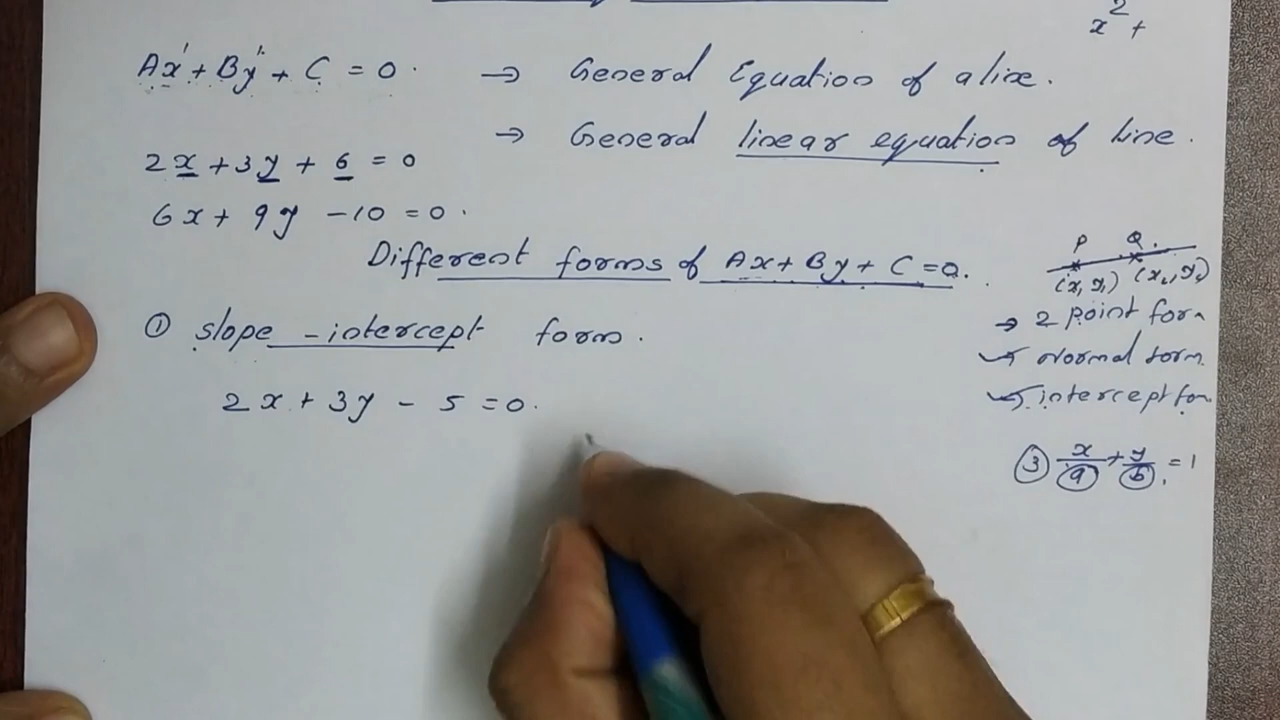 x² +
Ax¹ + By¹ + C = 0 . → General Equation of a line .
→ General linear equation of line .
2x + 3y + 6 = 0
6x + 9y - 10 = 0 .
Different forms of Ax + By + C = 0 .
P Q .
(x, y₁) (x₂, y₂)
① slope - intercept form .
→ 2 point form
→ Normal form
→ intercept for
2x + 3y - 5 = 0 .
③ x/a + y/b = 1